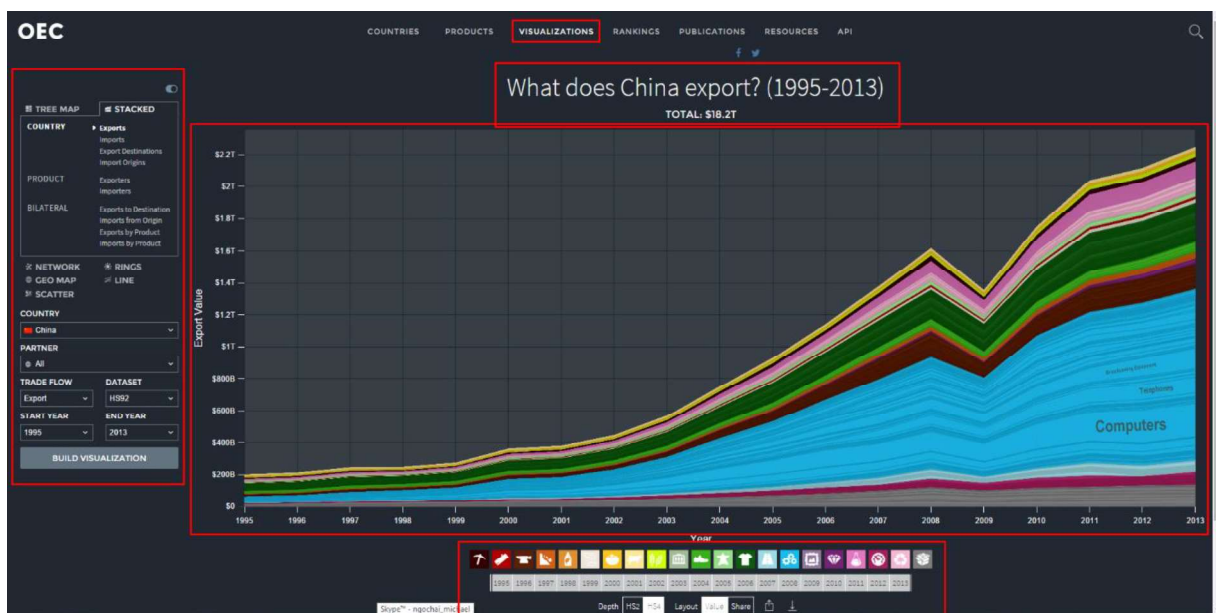 OEC
COUNTRIES PRODUCTS VISUALIZATIONS RANKINGS PUBLICATIONS RESOURCES API
What does China export? (1995-2013)
TOTAL: $18.2T
TREE MAP STACKED
COUNTRY Exports
Imports
Export Destinations
Import Origins
PRODUCT Exporters
Importers
BILATERAL Exports to Destination
Imports from Origin
Exports by Product
Imports by Product
NETWORK RINGS
GEO MAP LINE
SCATTER
COUNTRY
China
PARTNER
All
TRADE FLOW DATASET
Export HS92
START YEAR END YEAR
1995 2013
BUILD VISUALIZATION
Export Value
$2.2T
$2T
$1.8T
$1.6T
$1.4T
$1.2T
$1T
$800B
$600B
$400B
$200B
$0
Broadcasting Equipment
Telephones
Computers
1995 1996 1997 1998 1999 2000 2001 2002 2003 2004 2005 2006 2007 2008 2009 2010 2011 2012 2013
Year
1995 1996 1997 1998 1999 2000 2001 2002 2003 2004 2005 2006 2007 2008 2009 2010 2011 2012 2013
Depth HS2 HS4 Layout Value Share
Skype™ - ngochai_michael